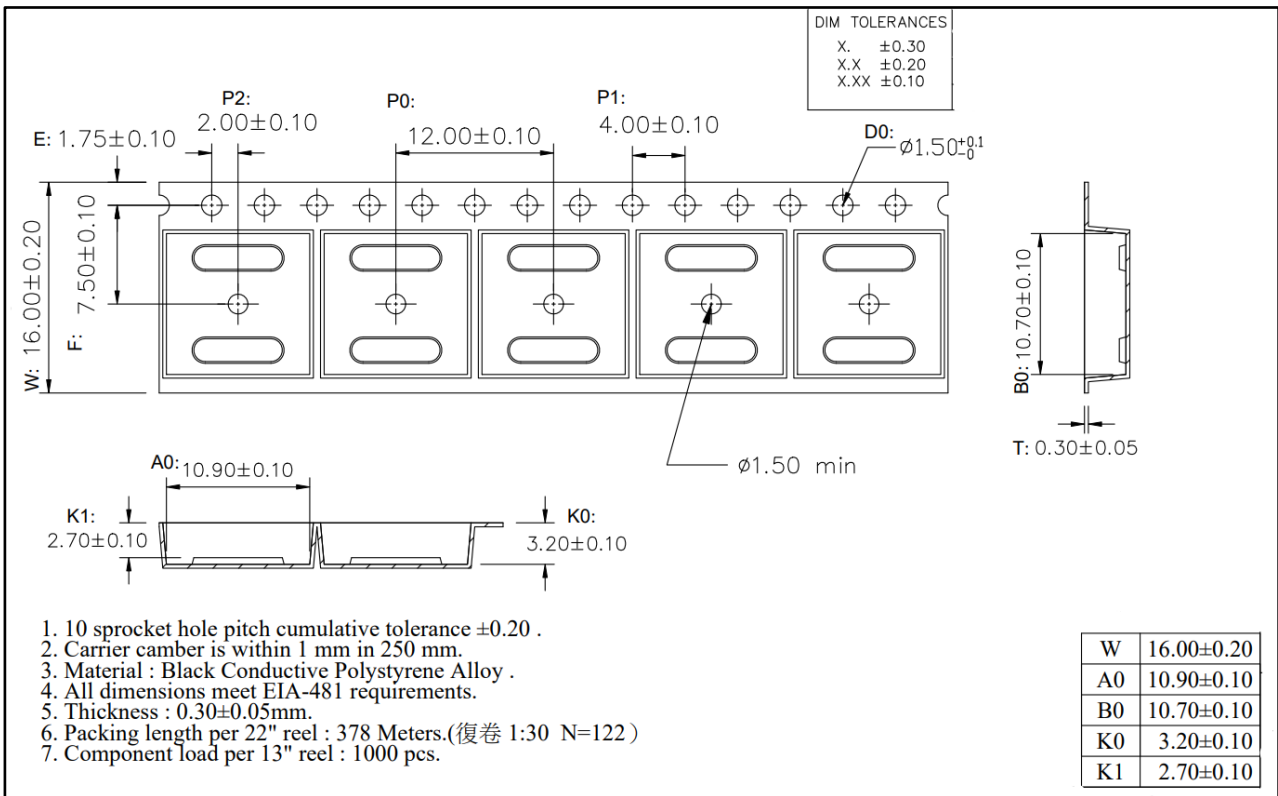 DIM TOLERANCES
X. ±0.30
X.X ±0.20
X.XX ±0.10
P2:
2.00±0.10
P0:
12.00±0.10
P1:
4.00±0.10
D0:
Ø1.50+0.1 -0
E: 1.75±0.10
W: 16.00±0.20
F: 7.50±0.10
B0: 10.70±0.10
T: 0.30±0.05
Ø1.50 min
A0: 10.90±0.10
K1:
2.70±0.10
K0:
3.20±0.10
1. 10 sprocket hole pitch cumulative tolerance ±0.20 .
2. Carrier camber is within 1 mm in 250 mm.
3. Material : Black Conductive Polystyrene Alloy .
4. All dimensions meet EIA-481 requirements.
5. Thickness : 0.30±0.05mm.
6. Packing length per 22" reel : 378 Meters.(復卷 1:30 N=122）
7. Component load per 13" reel : 1000 pcs.
W 16.00±0.20
A0 10.90±0.10
B0 10.70±0.10
K0 3.20±0.10
K1 2.70±0.10